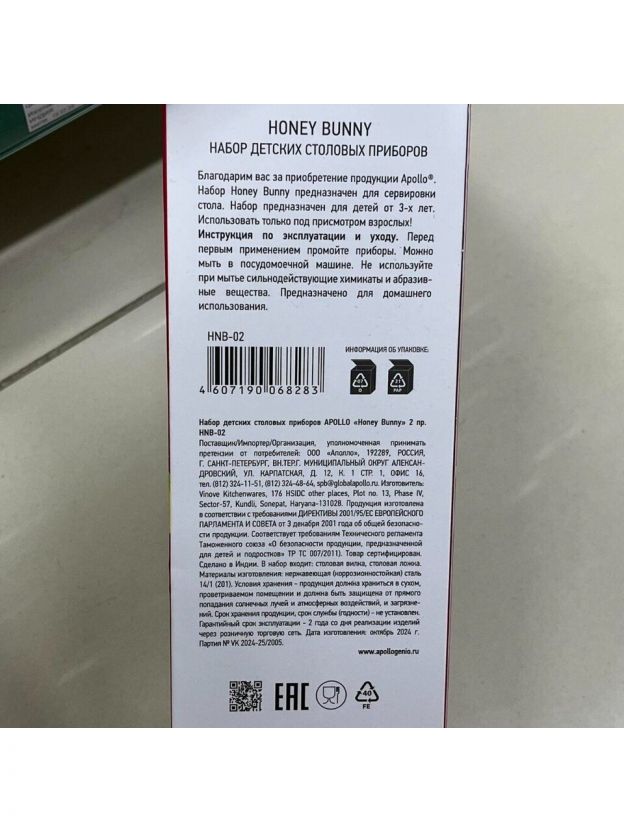 HONEY BUNNY
НАБОР ДЕТСКИХ СТОЛОВЫХ ПРИБОРОВ
Благодарим вас за приобретение продукции Apollo®.
Набор Honey Bunny предназначен для сервировки
стола. Набор предназначен для детей от 3-х лет.
Использовать только под присмотром взрослых!
Инструкция по эксплуатации и уходу. Перед
первым применением промойте приборы. Можно
мыть в посудомоечной машине. Не используйте
при мытье сильнодействующие химикаты и абразив-
ные вещества. Предназначено для домашнего
использования.
HNB-02
ИНФОРМАЦИЯ ОБ УПАКОВКЕ:
07
O
21
PAP
4 607190 068283
Набор детских столовых приборов APOLLO «Honey Bunny» 2 пр.
HNB-02
Поставщик/Импортер/Организация, уполномоченная принимать
претензии от потребителей: ООО «Аполло», 192289, РОССИЯ,
Г. САНКТ-ПЕТЕРБУРГ, ВН.ТЕР.Г. МУНИЦИПАЛЬНЫЙ ОКРУГ АЛЕКСАН-
ДРОВСКИЙ, УЛ. КАРПАТСКАЯ, Д. 12, К. 1 СТР. 1, ОФИС 16,
тел. (812) 324-11-51, (812) 324-48-64, spb@globalapollo.ru. Изготовитель:
Vinove Kitchenwares, 176 HSIDC other places, Plot no. 13, Phase IV,
Sector-57, Kundli, Sonepat, Haryana-131028. Продукция изготовлена
в соответствии с требованиями ДИРЕКТИВЫ 2001/95/ЕС ЕВРОПЕЙСКОГО
ПАРЛАМЕНТА И СОВЕТА от 3 декабря 2001 года об общей безопасно-
сти продукции. Соответствует требованиям Технического регламента
Таможенного союза «О безопасности продукции, предназначенной
для детей и подростков» ТР ТС 007/2011). Товар сертифицирован.
Сделано в Индии. В набор входит: столовая вилка, столовая ложка.
Материалы изготовления: нержавеющая (коррозионностойкая) сталь
14/1 (201). Условия хранения - продукция должна храниться в сухом,
проветриваемом помещении и должна быть защищена от прямого
попадания солнечных лучей и атмосферных воздействий, и загрязне-
ний. Срок хранения продукции, срок службы (годности) - не установлен.
Гарантийный срок эксплуатации - 2 года со дня реализации изделий
через розничную торговую сеть. Дата изготовления: октябрь 2024 г.
Партия № VK 2024-25/2005.
www.apollogenio.ru
EAC
40
FE